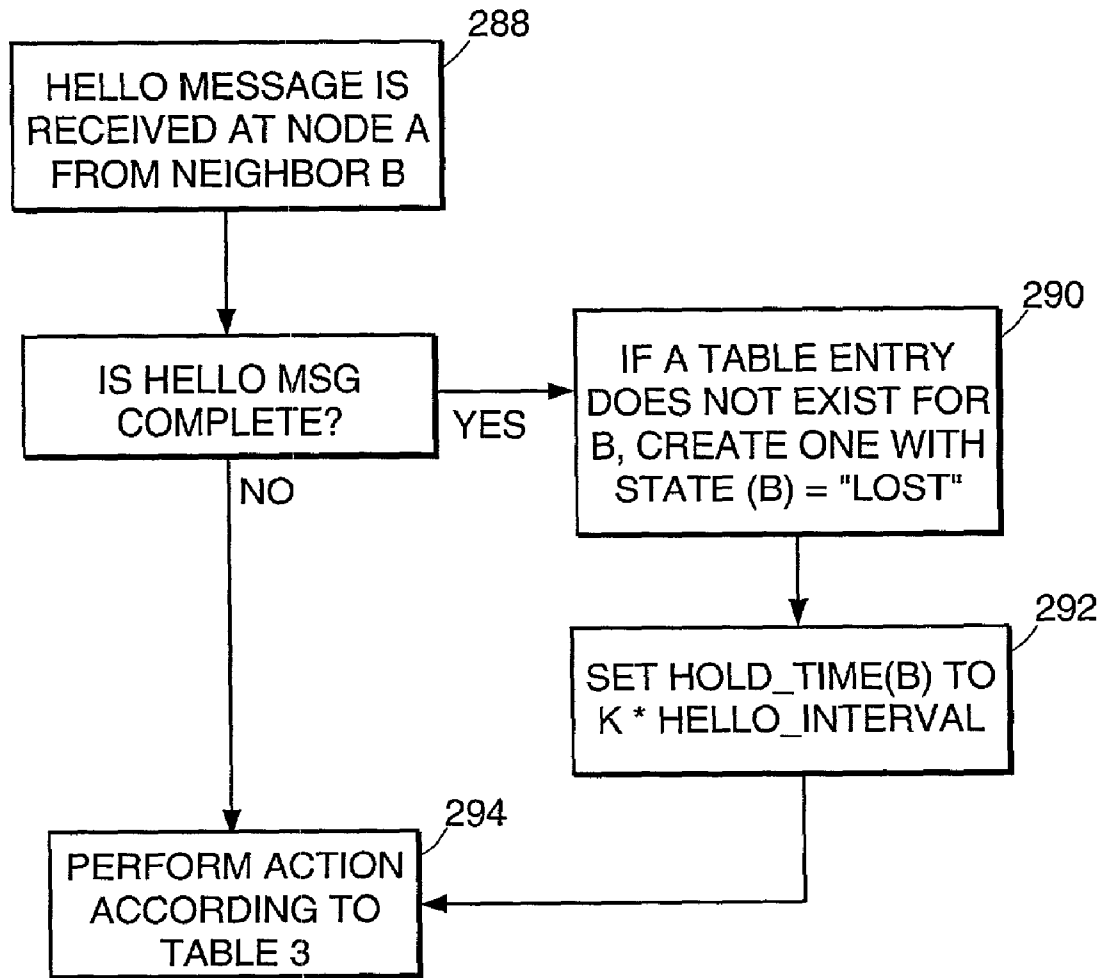 288
HELLO MESSAGE IS
RECEIVED AT NODE A
FROM NEIGHBOR B
IS HELLO MSG
COMPLETE?
YES
NO
290
IF A TABLE ENTRY
DOES NOT EXIST FOR
B, CREATE ONE WITH
STATE (B) = "LOST"
292
SET HOLD_TIME(B) TO
K * HELLO_INTERVAL
294
PERFORM ACTION
ACCORDING TO
TABLE 3